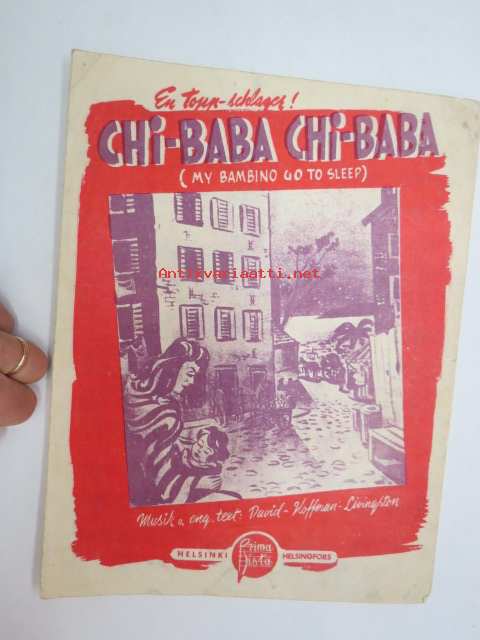 En topp-schlager!
CHI-BABA CHI-BABA
(MY BAMBINO GO TO SLEEP)
Antikvariaatti.net
Musik o. eng. text: David - Hoffman - Livingston
HELSINKI Prima Vista HELSINGFORS